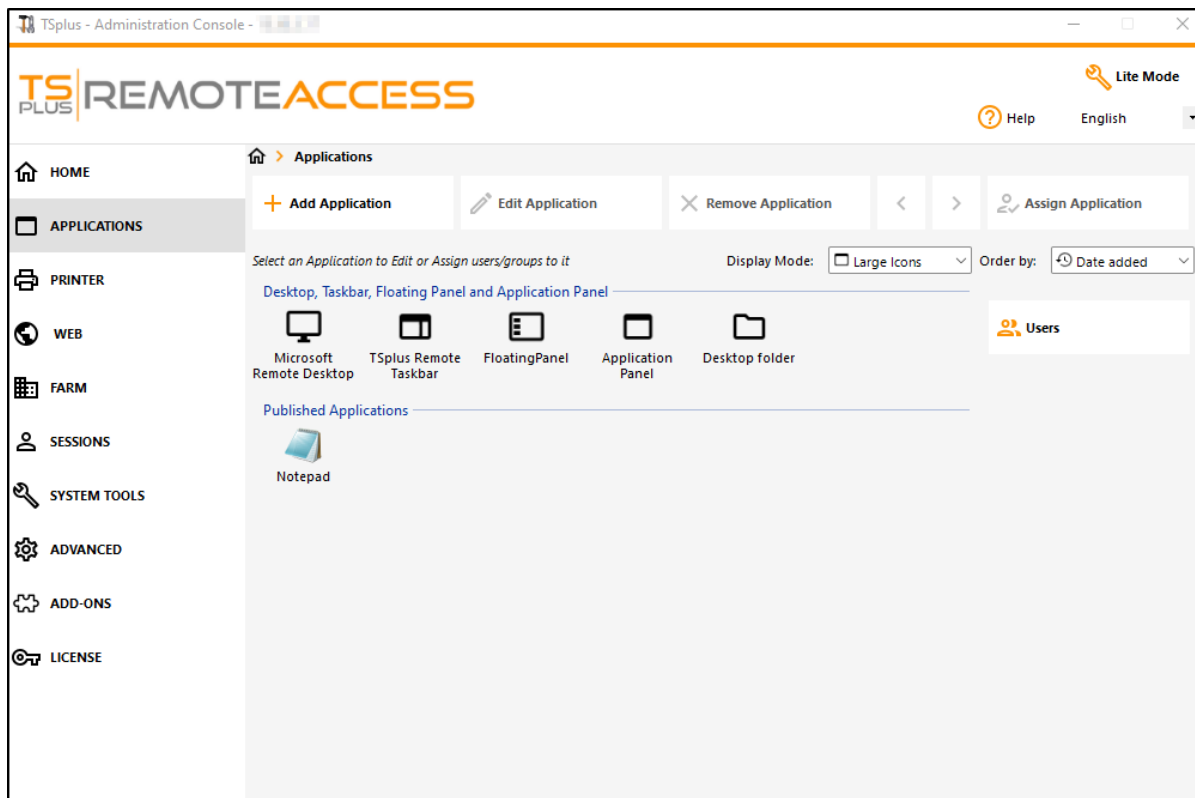 TSplus - Administration Console -
TS PLUS REMOTEACCESS
Lite Mode
Help English
HOME
APPLICATIONS
PRINTER
WEB
FARM
SESSIONS
SYSTEM TOOLS
ADVANCED
ADD-ONS
LICENSE
Applications
Add Application Edit Application Remove Application Assign Application
Select an Application to Edit or Assign users/groups to it Display Mode: Large Icons Order by: Date added
Desktop, Taskbar, Floating Panel and Application Panel
Microsoft Remote Desktop
TSplus Remote Taskbar
FloatingPanel
Application Panel
Desktop folder
Users
Published Applications
Notepad